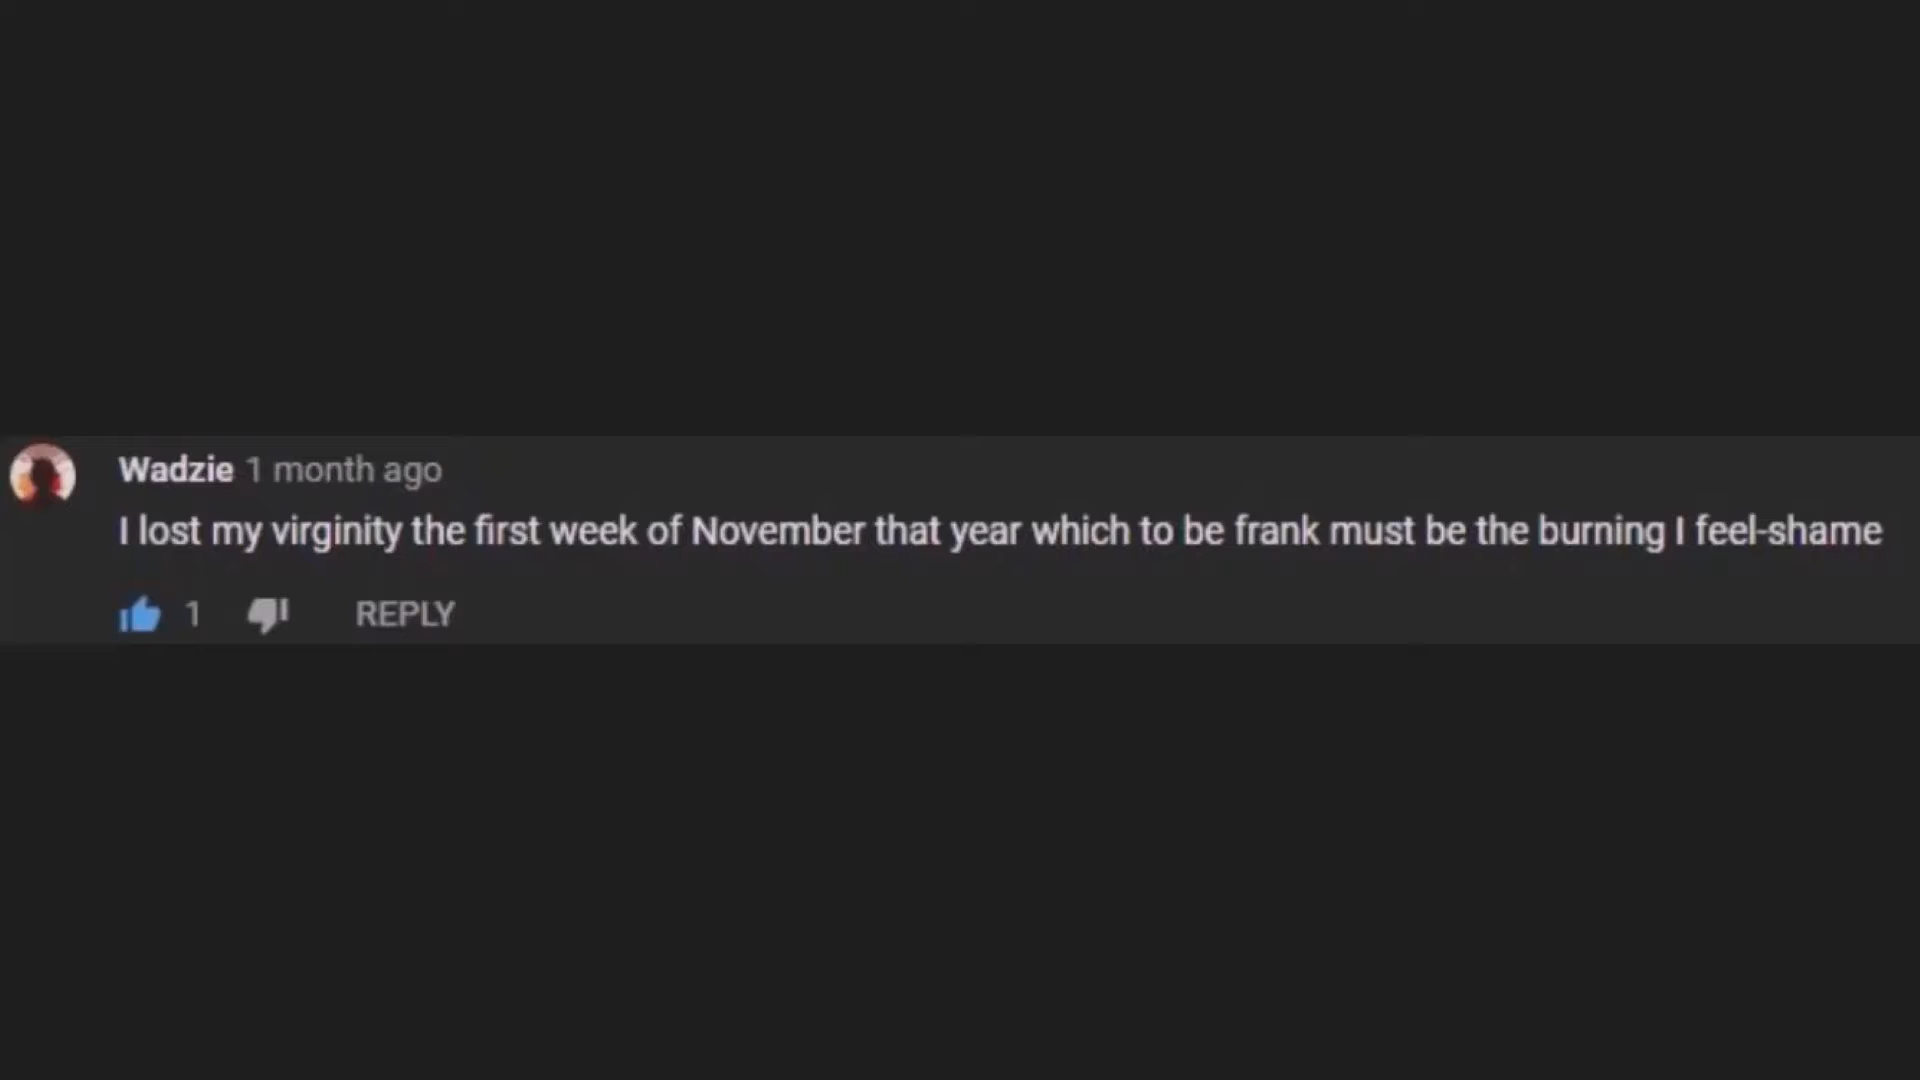 Wadzie 1 month ago
I lost my virginity the first week of November that year which to be frank must be the burning I feel-shame
1 REPLY